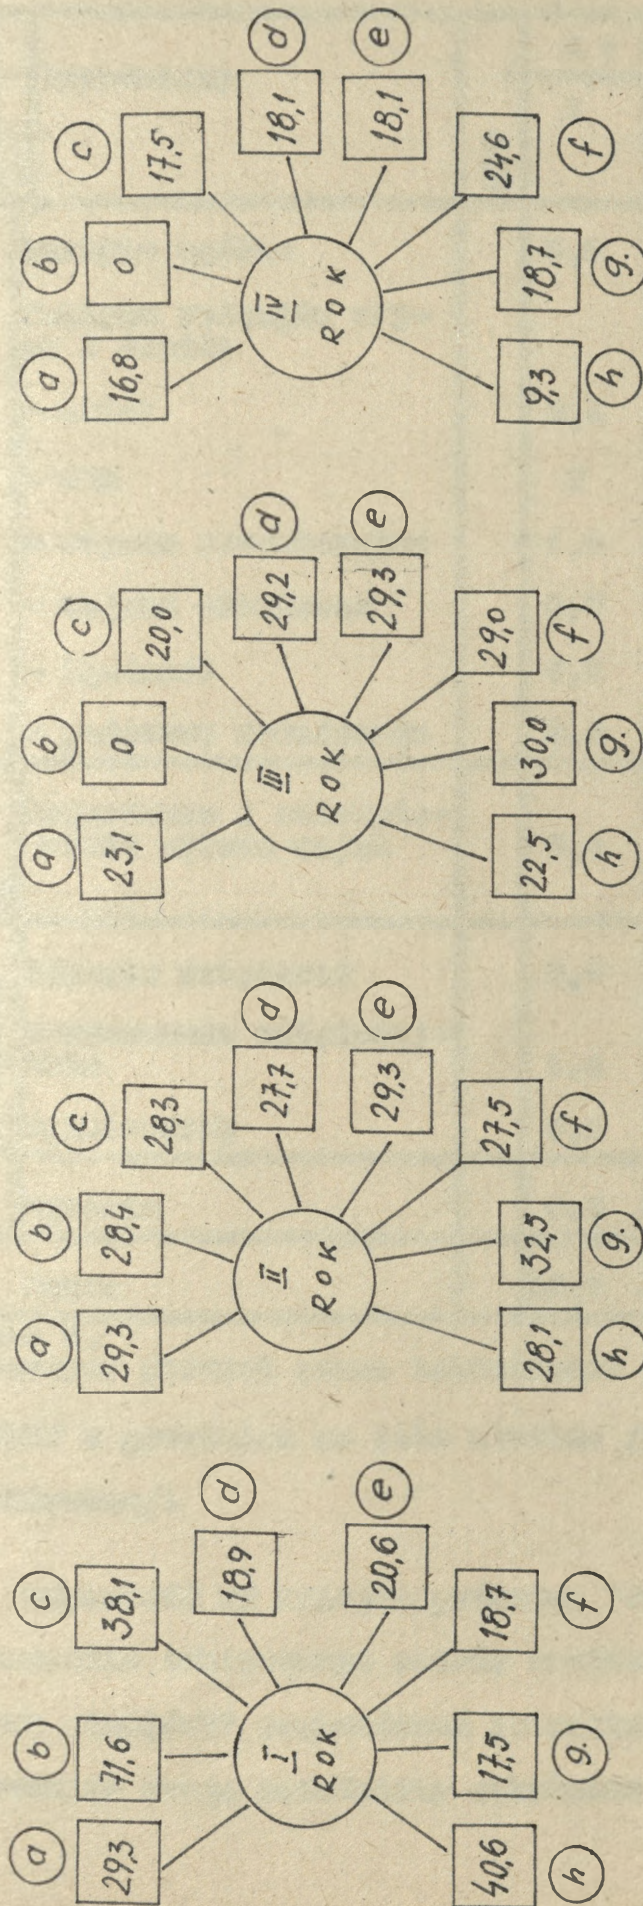 a b c
29,3 71,6 38,1
d
18,9
I
ROK
20,6
e
40,6 17,5 18,7
h g. f
a b c
29,3 28,4 28,3
d
27,7
II
ROK
29,3
e
28,1 32,5 27,5
h g. f
a b c
23,1 0 20,0
d
29,2
III
ROK
29,3
e
22,5 30,0 29,0
h g. f
a b c
16,8 0 17,5
d
18,1
IV
ROK
18,1
e
9,3 18,7 24,6
h g. f